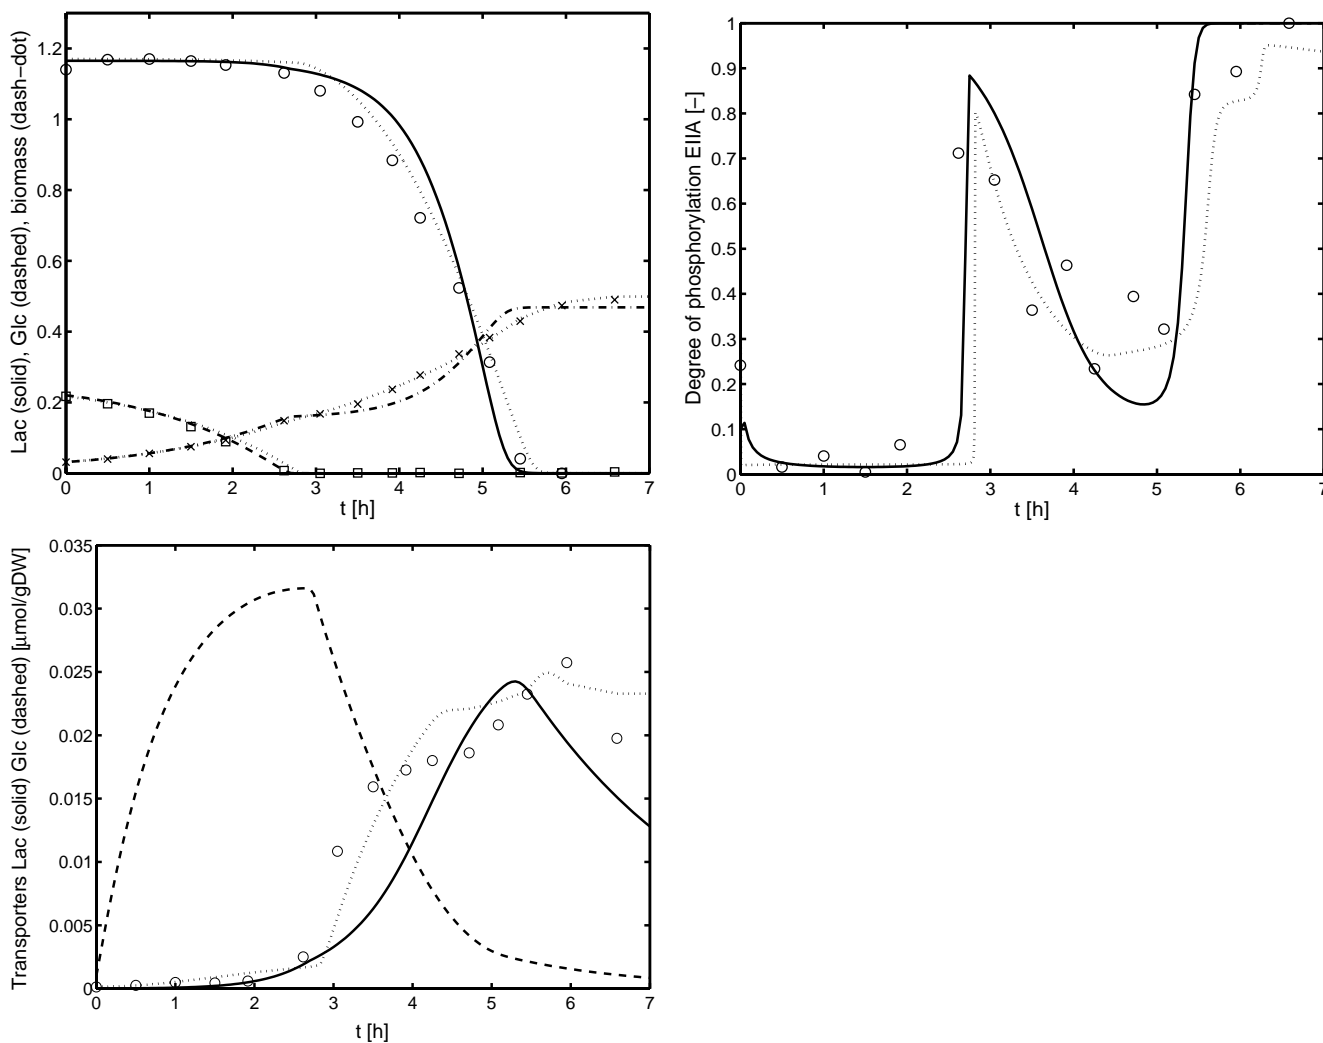 Lac (solid), Glc (dashed), biomass (dash−dot)
1.2
1
0.8
0.6
0.4
0.2
0
0 1 2 3 4 5 6 7
t [h]
Degree of phosphorylation EIIA [−]
1
0.9
0.8
0.7
0.6
0.5
0.4
0.3
0.2
0.1
0
0 1 2 3 4 5 6 7
t [h]
Transporters Lac (solid) Glc (dashed) [μmol/gDW]
0.035
0.03
0.025
0.02
0.015
0.01
0.005
0
0 1 2 3 4 5 6 7
t [h]